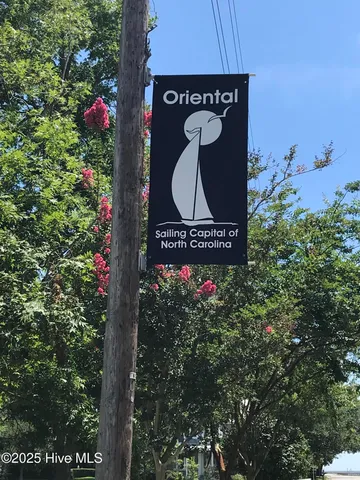 Oriental
Sailing Capital of
North Carolina
©2025 Hive MLS